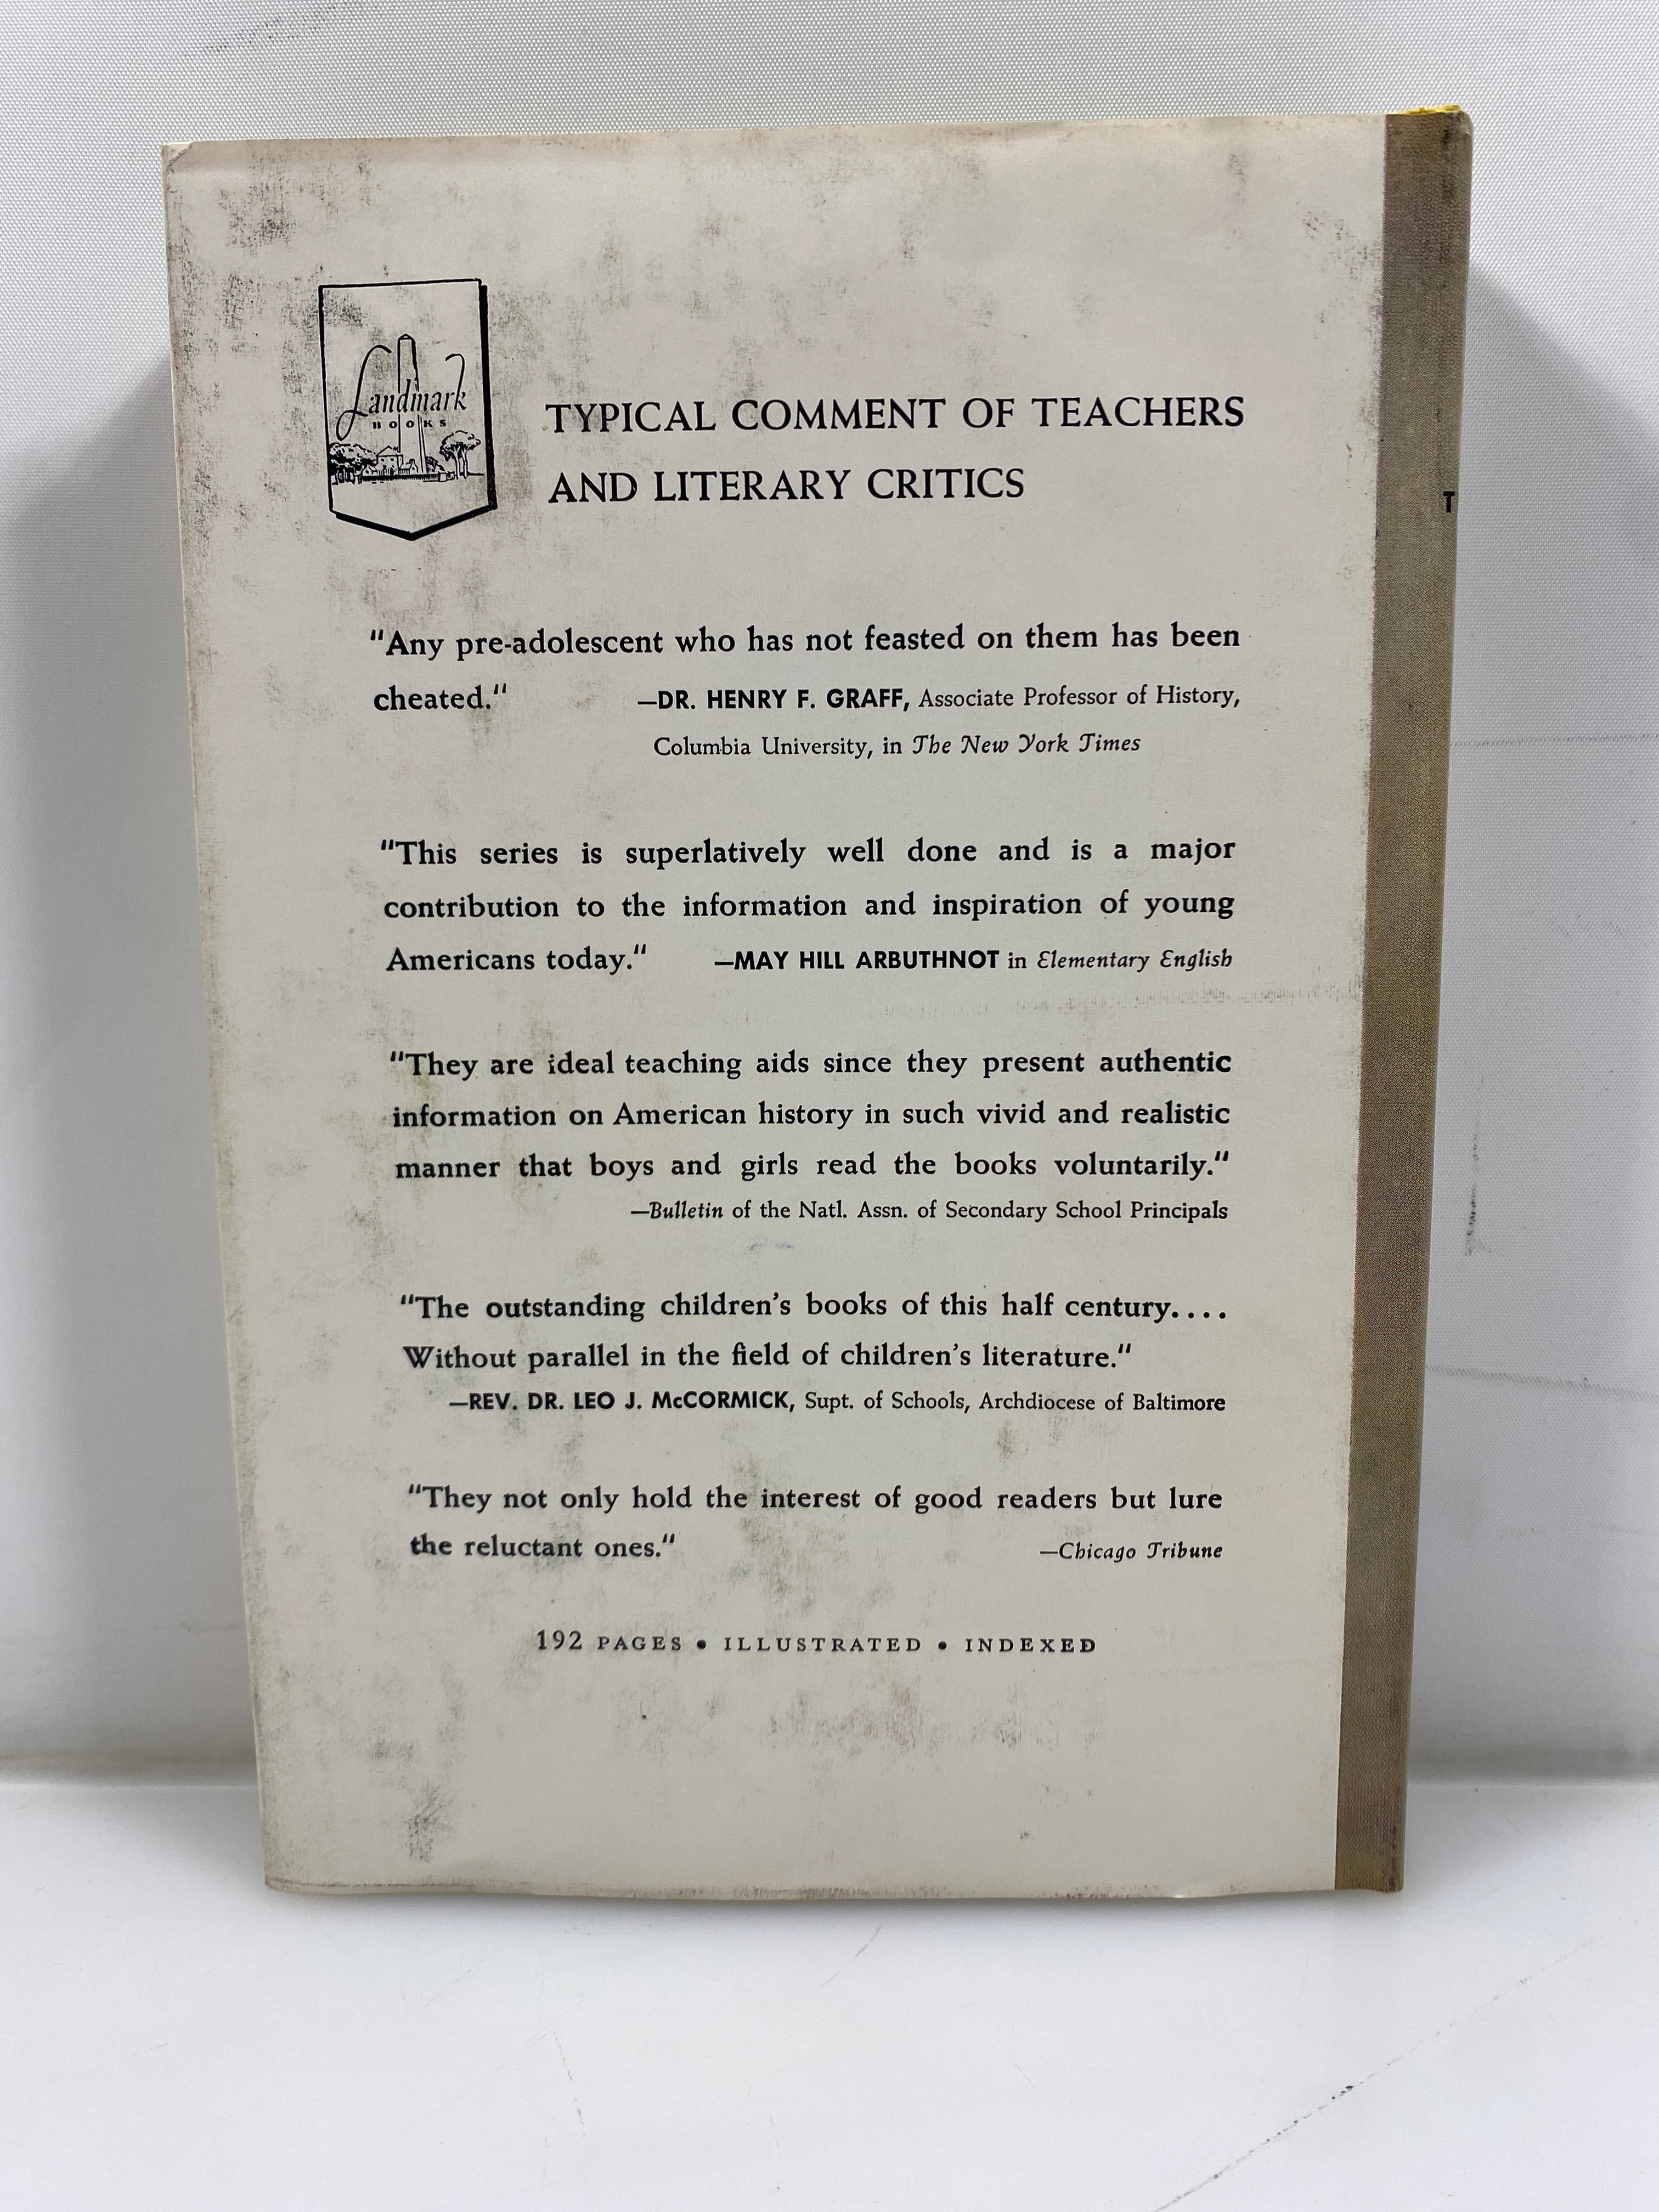 Landmark
BOOKS
TYPICAL COMMENT OF TEACHERS
AND LITERARY CRITICS
"Any pre-adolescent who has not feasted on them has been
cheated." —DR. HENRY F. GRAFF, Associate Professor of History,
Columbia University, in The New York Times
"This series is superlatively well done and is a major
contribution to the information and inspiration of young
Americans today." —MAY HILL ARBUTHNOT in Elementary English
"They are ideal teaching aids since they present authentic
information on American history in such vivid and realistic
manner that boys and girls read the books voluntarily."
—Bulletin of the Natl. Assn. of Secondary School Principals
"The outstanding children's books of this half century....
Without parallel in the field of children's literature."
—REV. DR. LEO J. McCORMICK, Supt. of Schools, Archdiocese of Baltimore
"They not only hold the interest of good readers but lure
the reluctant ones." —Chicago Tribune
192 PAGES • ILLUSTRATED • INDEXED
T